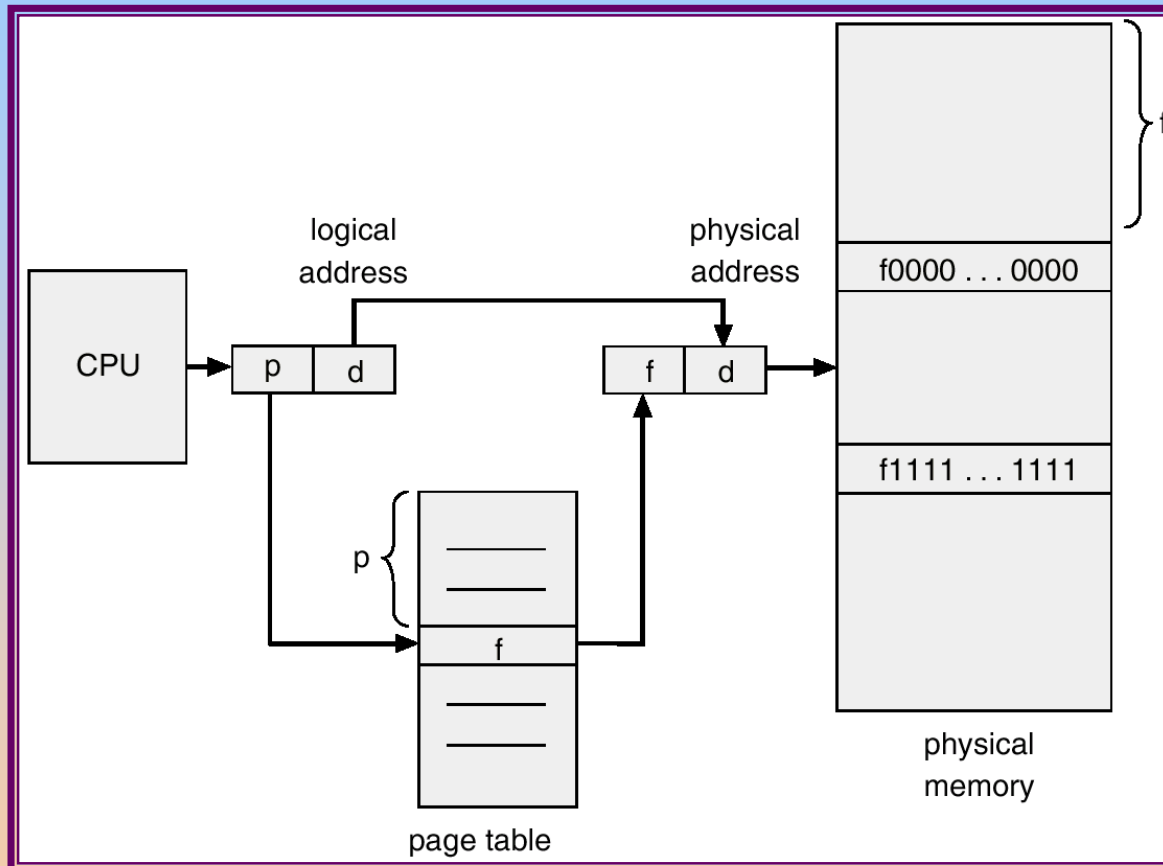 logical
address
physical
address
f
f0000 . . . 0000
CPU
p
d
f
d
f1111 . . . 1111
p
f
physical
memory
page table